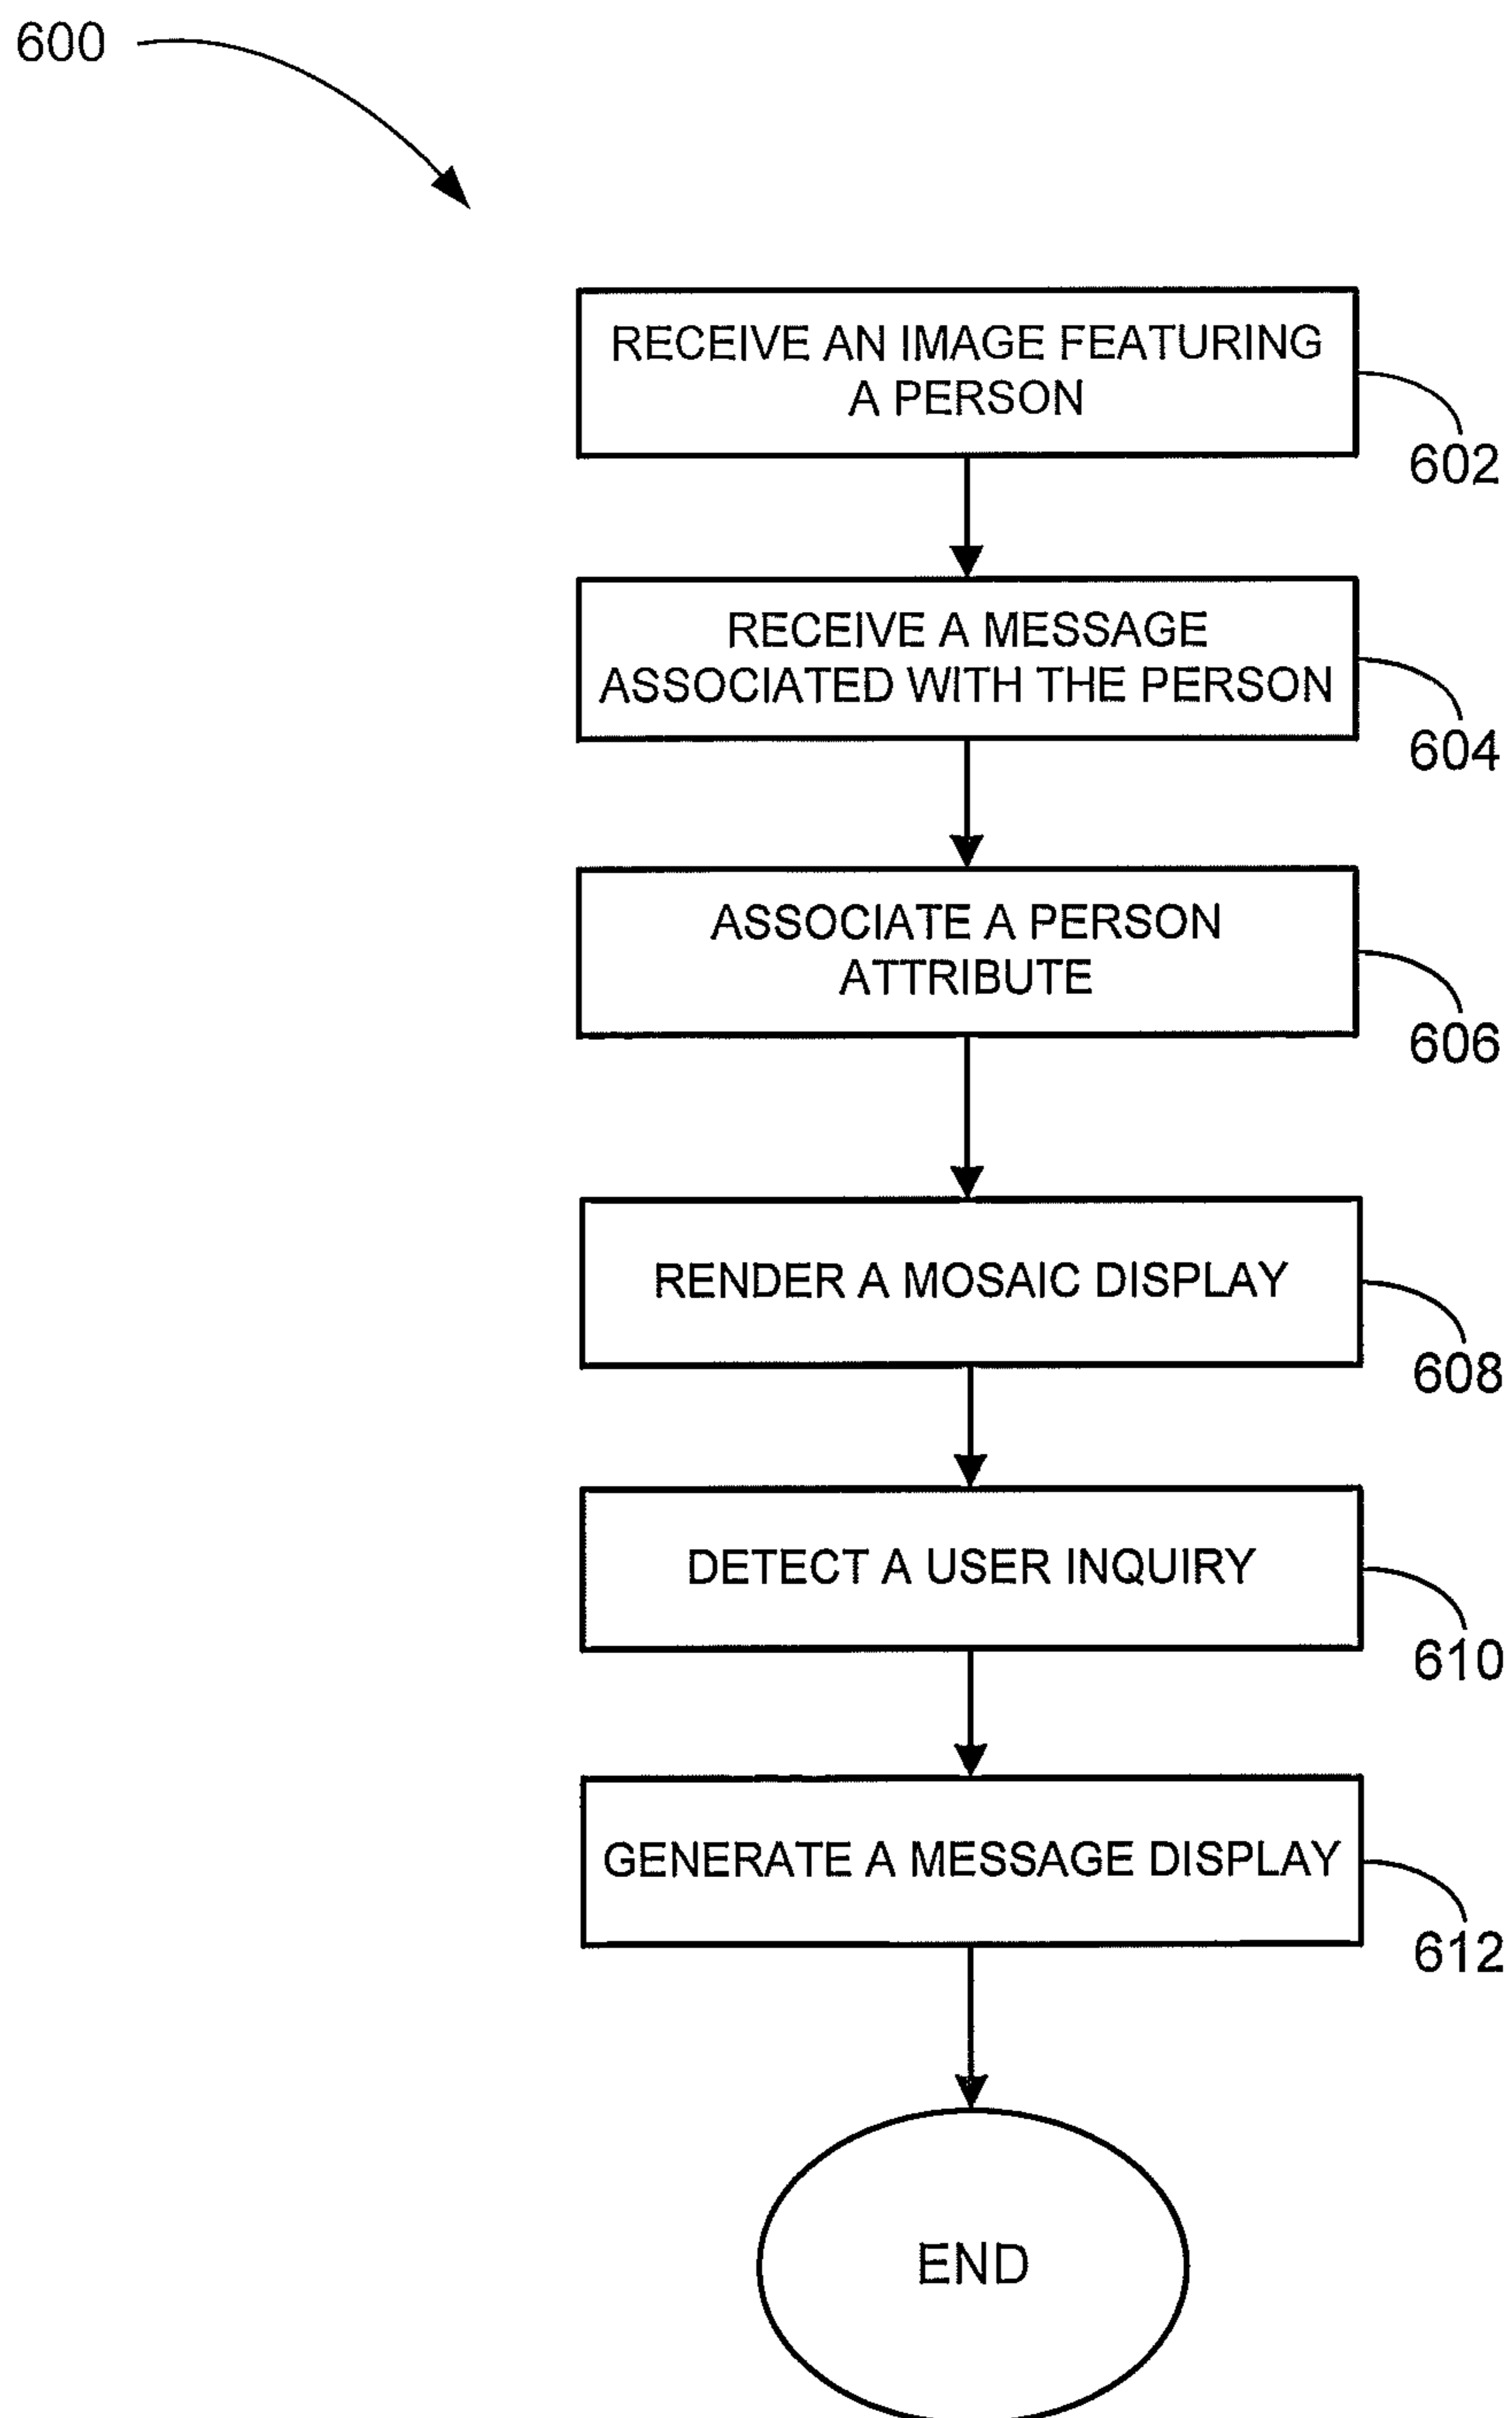 600
RECEIVE AN IMAGE FEATURING
A PERSON
602
RECEIVE A MESSAGE
ASSOCIATED WITH THE PERSON
604
ASSOCIATE A PERSON
ATTRIBUTE
606
RENDER A MOSAIC DISPLAY
608
DETECT A USER INQUIRY
610
GENERATE A MESSAGE DISPLAY
612
END